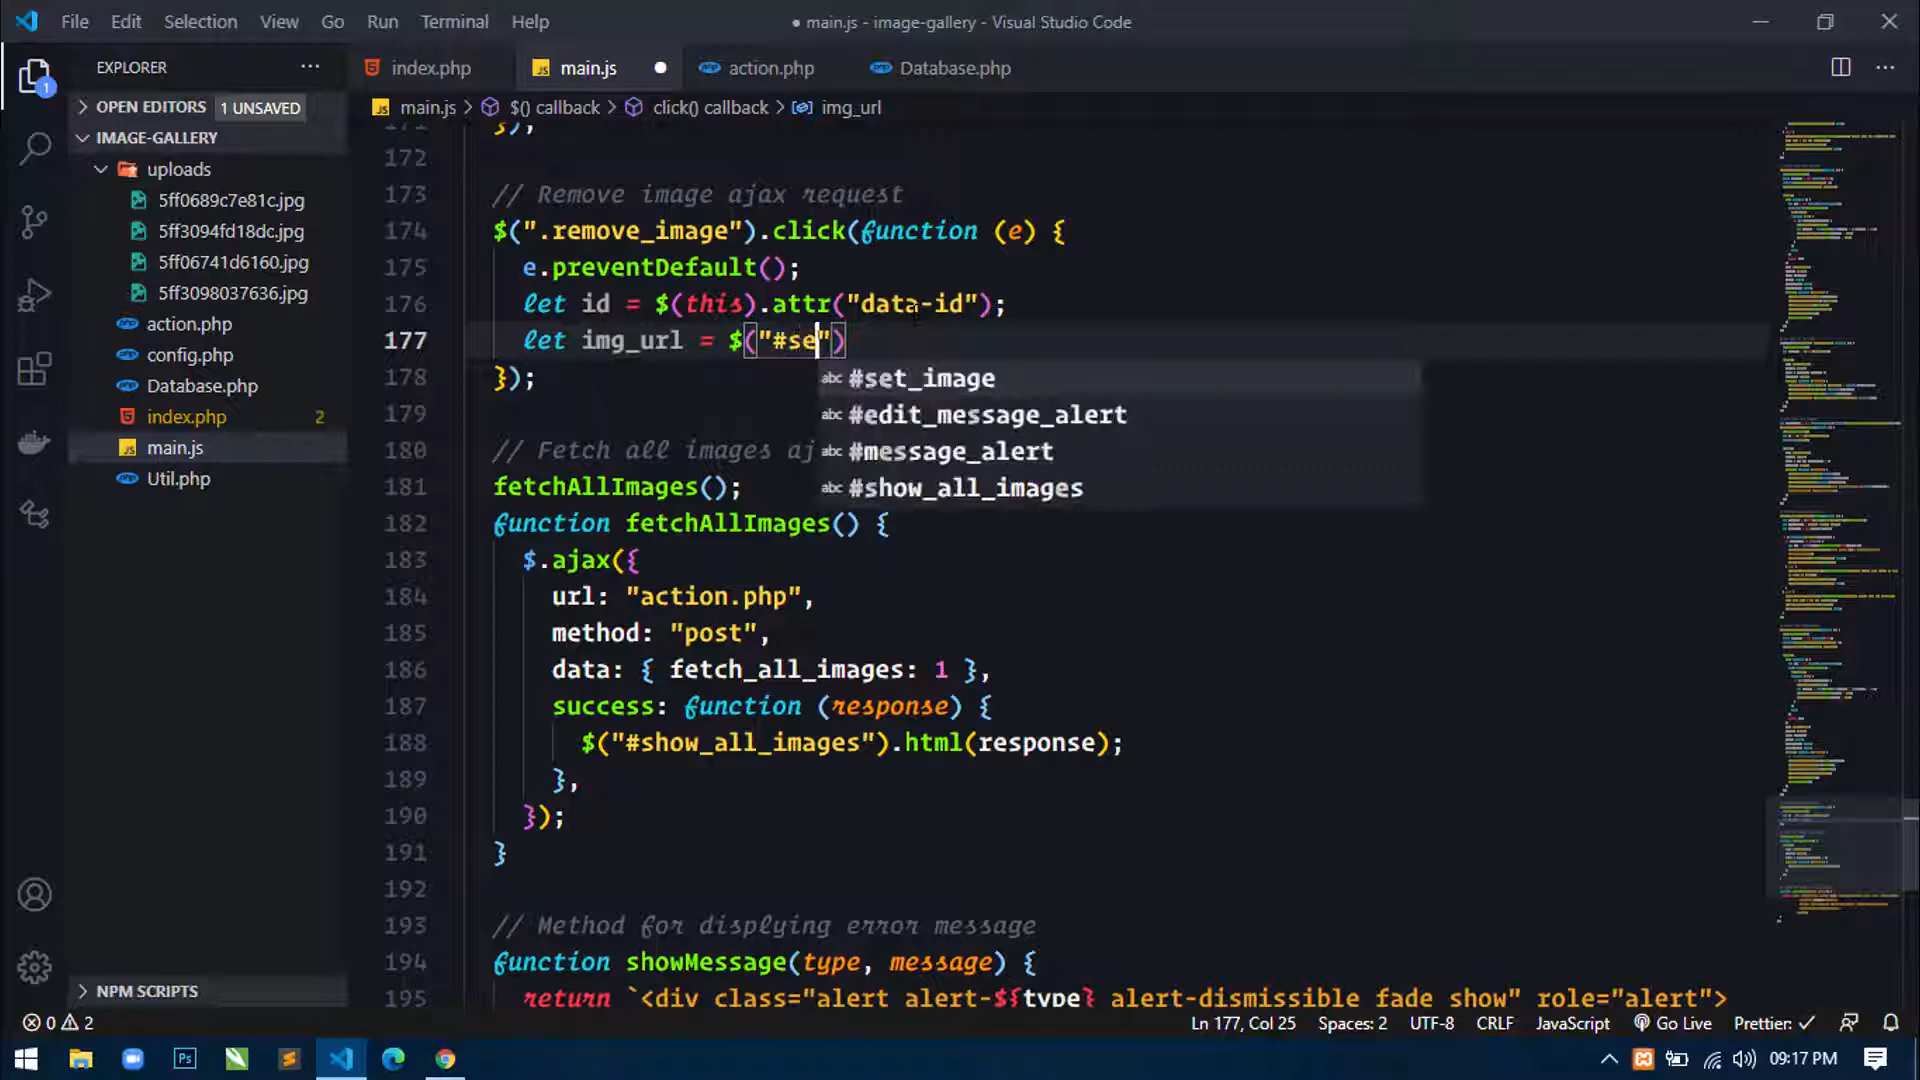 File Edit Selection View Go Run Terminal Help
● main.js - image-gallery - Visual Studio Code
EXPLORER
index.php
main.js
action.php
Database.php
OPEN EDITORS 1 UNSAVED
main.js > $() callback > click() callback > img_url
1
IMAGE-GALLERY
uploads
5ff0689c7e81c.jpg
5ff3094fd18dc.jpg
5ff06741d6160.jpg
5ff3098037636.jpg
action.php
config.php
Database.php
index.php 2
main.js
Util.php
NPM SCRIPTS
171 });
172
173 // Remove image ajax request
174 $(".remove_image").click(function (e) {
175 e.preventDefault();
176 let id = $(this).attr("data-id");
177 let img_url = $("#se")
178 });
#set_image
#edit_message_alert
#message_alert
#show_all_images
179
180 // Fetch all images aj
181 fetchAllImages();
182 function fetchAllImages() {
183 $.ajax({
184 url: "action.php",
185 method: "post",
186 data: { fetch_all_images: 1 },
187 success: function (response) {
188 $("#show_all_images").html(response);
189 },
190 });
191 }
192
193 // Method for displying error message
194 function showMessage(type, message) {
195 return `<div class="alert alert-${type} alert-dismissible fade show" role="alert">
0 2
Ln 177, Col 25 Spaces: 2 UTF-8 CRLF JavaScript Go Live Prettier: ✓
Ps
09:17 PM